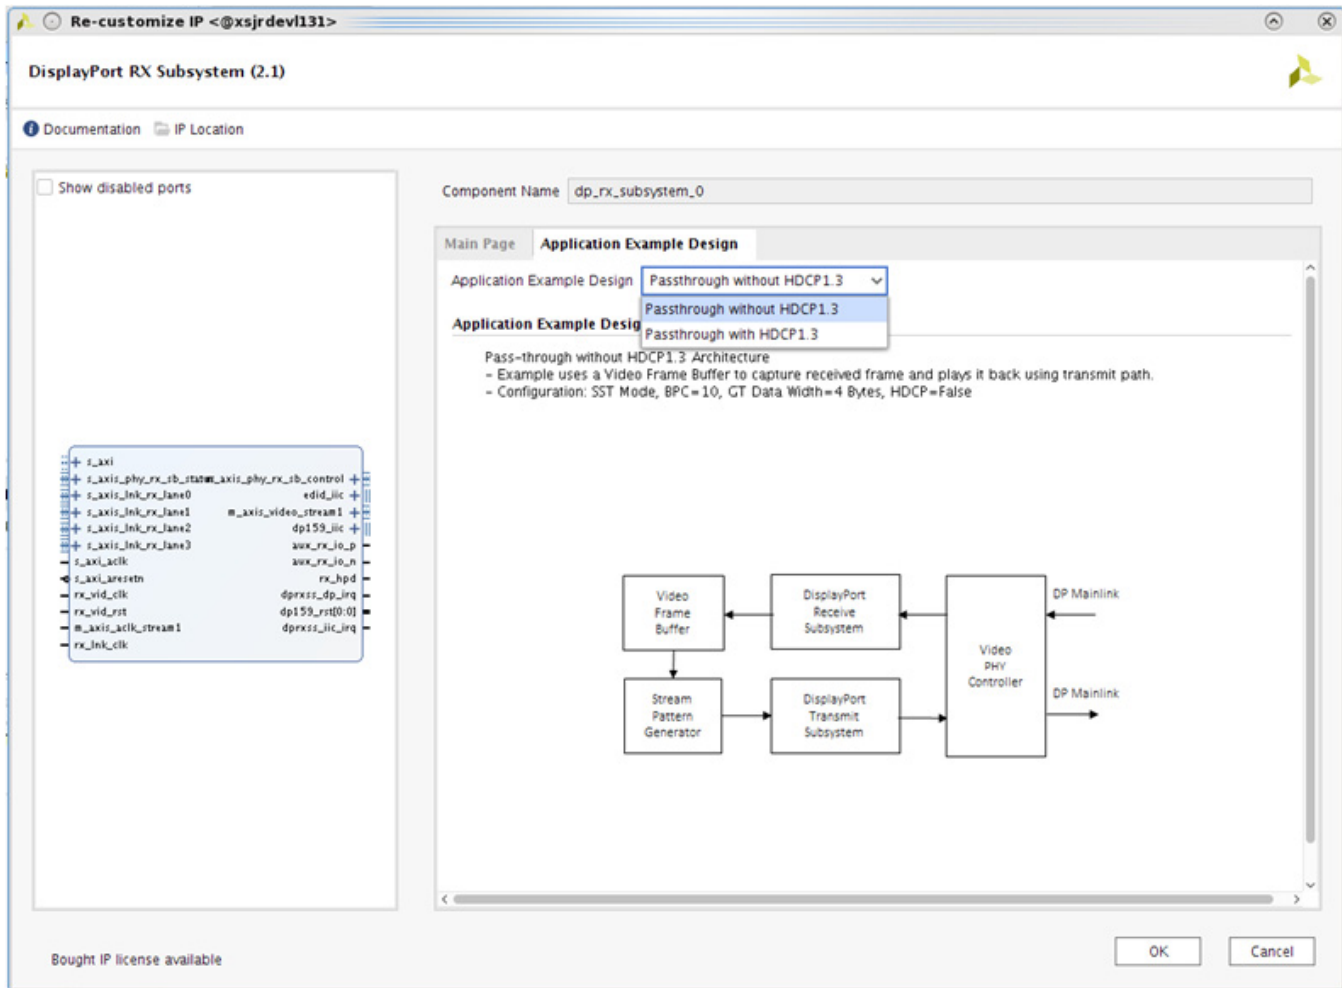 Re-customize IP <@xsjrdevl131>
DisplayPort RX Subsystem (2.1)
Documentation IP Location
Show disabled ports
Component Name dp_rx_subsystem_0
Main Page Application Example Design
Application Example Design Passthrough without HDCP1.3
Passthrough without HDCP1.3
Passthrough with HDCP1.3
Application Example Desig
Pass-through without HDCP1.3 Architecture
- Example uses a Video Frame Buffer to capture received frame and plays it back using transmit path.
- Configuration: SST Mode, BPC=10, GT Data Width=4 Bytes, HDCP=False
s_axi
s_axis_phy_rx_sb_status m_axis_phy_rx_sb_control
s_axis_lnk_rx_lane0 edid_iic
s_axis_lnk_rx_lane1 m_axis_video_stream1
s_axis_lnk_rx_lane2 dp159_iic
s_axis_lnk_rx_lane3 aux_rx_io_p
s_axi_aclk aux_rx_io_n
s_axi_aresetn rx_hpd
rx_vid_clk dprxss_dp_irq
rx_vid_rst dp159_rst[0:0]
m_axis_aclk_stream1 dprxss_iic_irq
rx_lnk_clk
Video
Frame
Buffer
DisplayPort
Receive
Subsystem
DP Mainlink
Video
PHY
Controller
Stream
Pattern
Generator
DisplayPort
Transmit
Subsystem
DP Mainlink
Bought IP license available
OK
Cancel